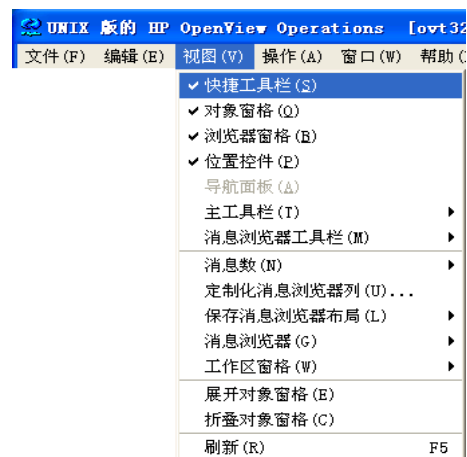 UNIX 版的 HP OpenView Operations [ovt32
文件(F) 编辑(E) 视图(V) 操作(A) 窗口(W) 帮助(
快捷工具栏(S)
对象窗格(O)
浏览器窗格(B)
位置控件(P)
导航面板(A)
主工具栏(T)
消息浏览器工具栏(M)
消息数(N)
定制化消息浏览器列(U)...
保存消息浏览器布局(L)
消息浏览器(G)
工作区窗格(W)
展开对象窗格(E)
折叠对象窗格(C)
刷新(R) F5